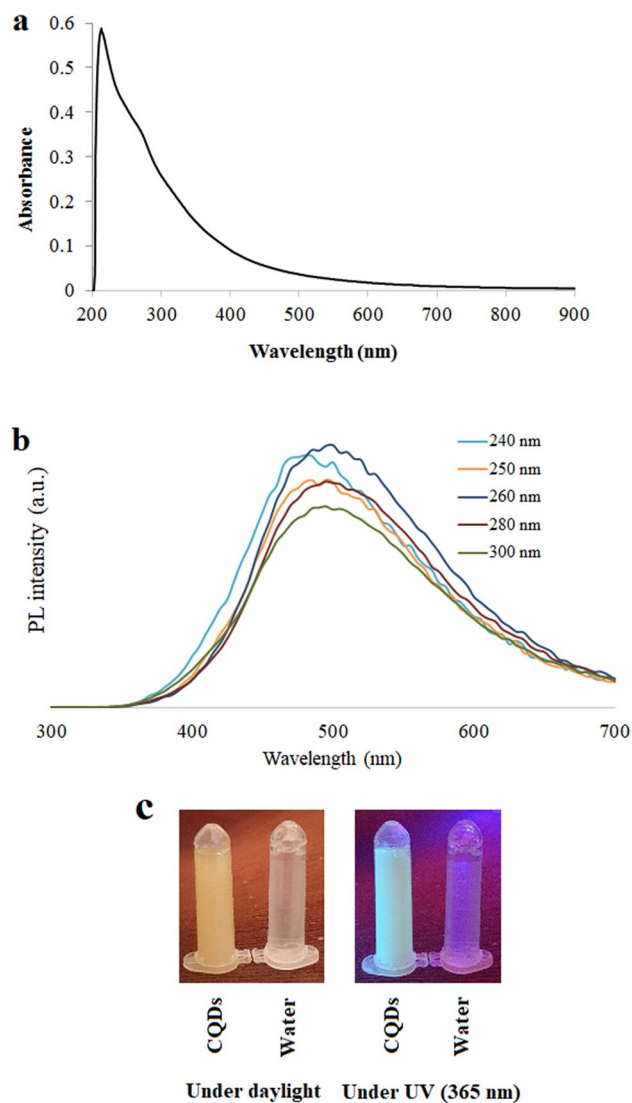 a
0.6
0.5
0.4
0.3
0.2
0.1
0
Absorbance
200 300 400 500 600 700 800 900
Wavelength (nm)
b
240 nm
250 nm
260 nm
280 nm
300 nm
PL intensity (a.u.)
300 400 500 600 700
Wavelength (nm)
c
CQDs Water CQDs Water
Under daylight Under UV (365 nm)